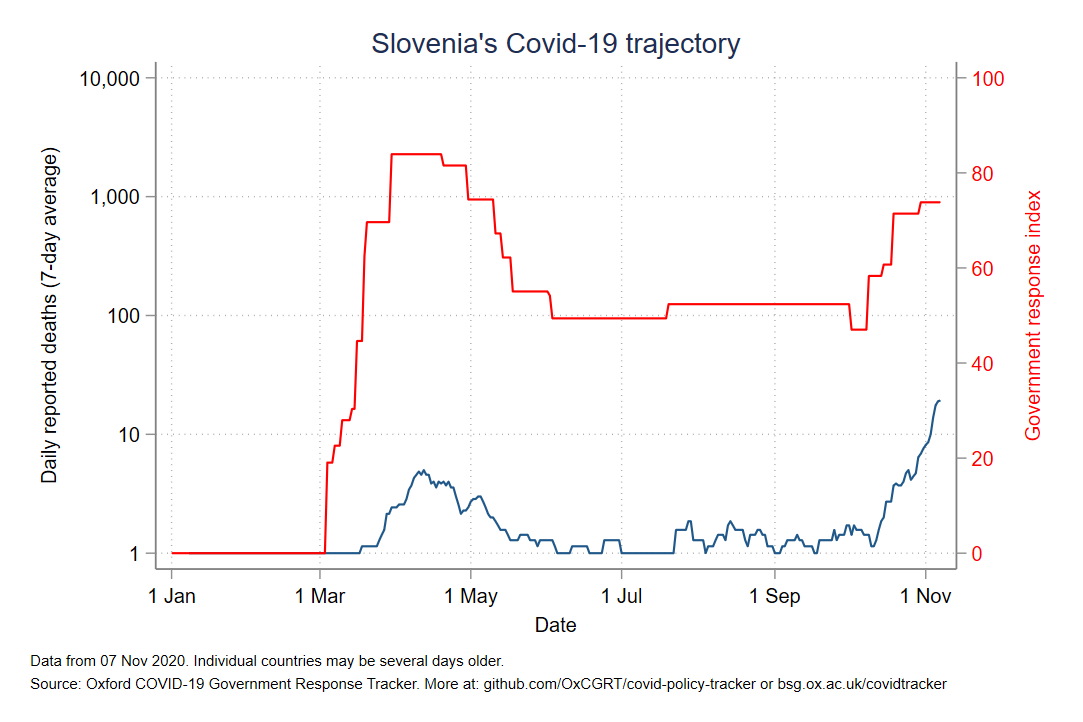 Slovenia's Covid-19 trajectory
10,000
1,000
100
10
1
Daily reported deaths (7-day average)
100
80
60
40
20
0
Government response index
1 Jan
1 Mar
1 May
1 Jul
1 Sep
1 Nov
Date
Data from 07 Nov 2020. Individual countries may be several days older.
Source: Oxford COVID-19 Government Response Tracker. More at: github.com/OxCGRT/covid-policy-tracker or bsg.ox.ac.uk/covidtracker